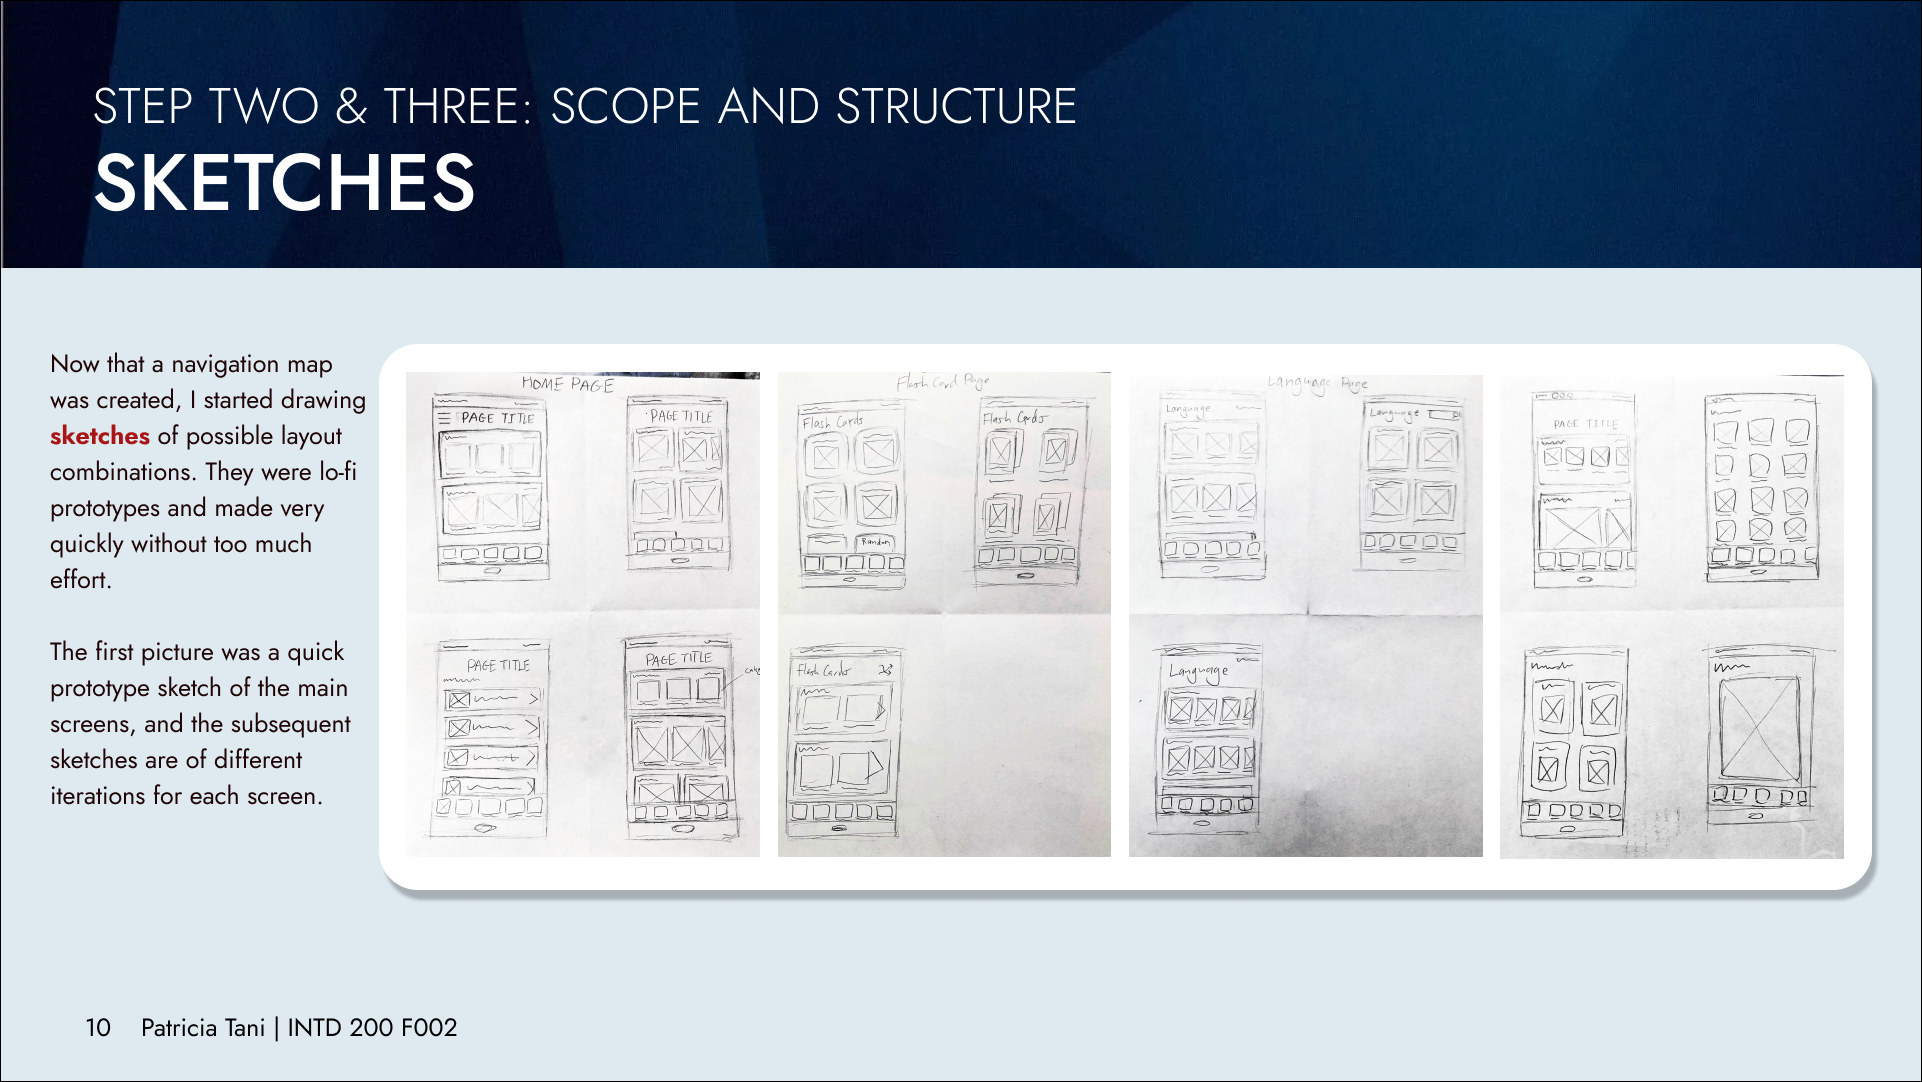 STEP TWO & THREE: SCOPE AND STRUCTURE
SKETCHES
Now that a navigation map
was created, I started drawing
sketches of possible layout
combinations. They were lo-fi
prototypes and made very
quickly without too much
effort.
The first picture was a quick
prototype sketch of the main
screens, and the subsequent
sketches are of different
iterations for each screen.
HOME PAGE
PAGE TITLE
PAGE TITLE
PAGE TITLE
PAGE TITLE
Flash Card Page
Flash Cards
Flash Cards
Random
Flash Cards
Language Page
Language
Language
Language
PAGE TITLE
10 Patricia Tani | INTD 200 F002